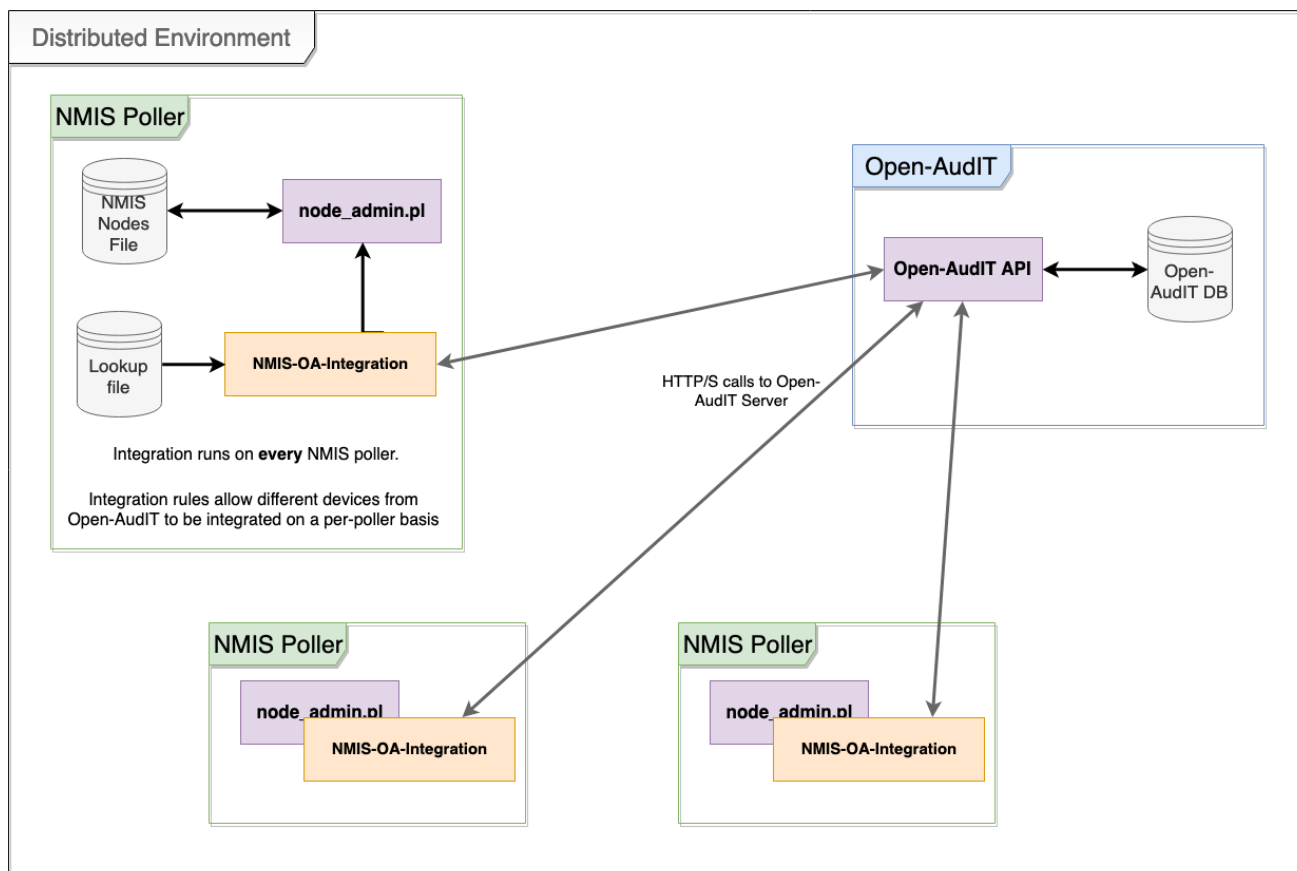 Distributed Environment
NMIS Poller
NMIS
Nodes
File
node_admin.pl
Lookup
file
NMIS-OA-Integration
Integration runs on every NMIS poller.
Integration rules allow different devices from
Open-AudIT to be integrated on a per-poller basis
Open-AudIT
Open-AudIT API
Open-
AudIT DB
HTTP/S calls to Open-
AudIT Server
NMIS Poller
node_admin.pl
NMIS-OA-Integration
NMIS Poller
node_admin.pl
NMIS-OA-Integration